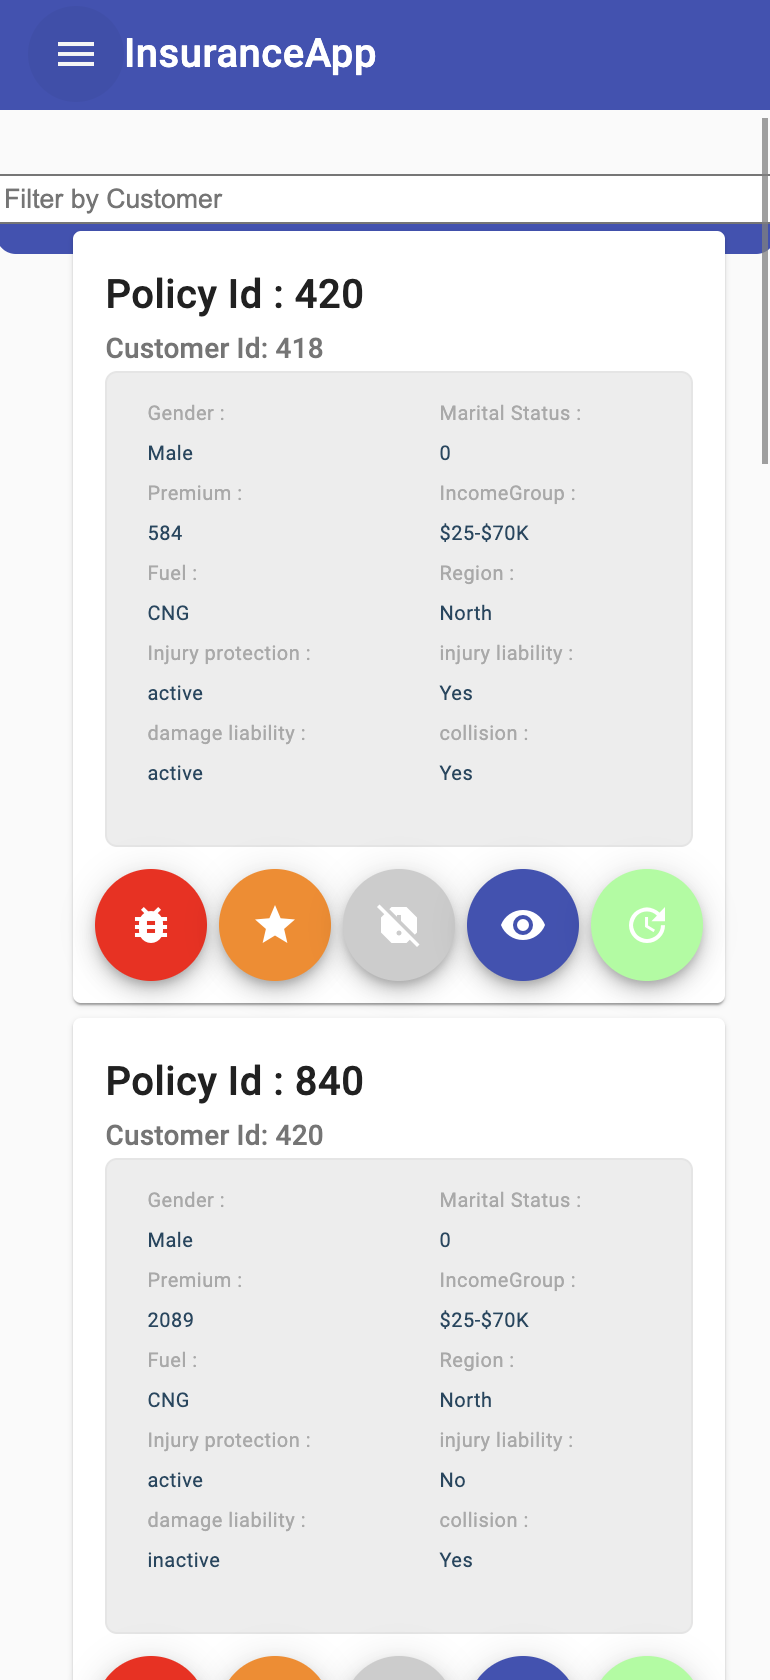 InsuranceApp
Filter by Customer
Policy Id : 420
Customer Id: 418
Gender : Marital Status :
Male 0
Premium : IncomeGroup :
584 $25-$70K
Fuel : Region :
CNG North
Injury protection : injury liability :
active Yes
damage liability : collision :
active Yes
Policy Id : 840
Customer Id: 420
Gender : Marital Status :
Male 0
Premium : IncomeGroup :
2089 $25-$70K
Fuel : Region :
CNG North
Injury protection : injury liability :
active No
damage liability : collision :
inactive Yes